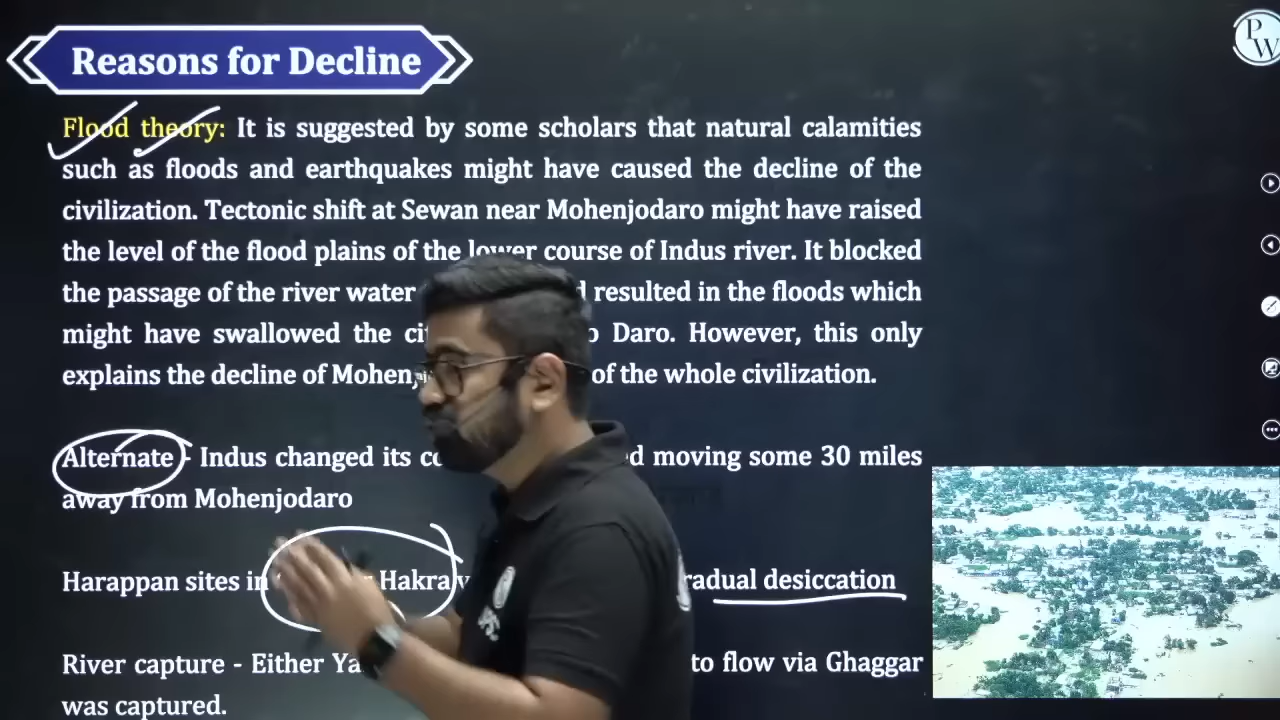 Reasons for Decline
P
W
Flood theory: It is suggested by some scholars that natural calamities
such as floods and earthquakes might have caused the decline of the
civilization. Tectonic shift at Sewan near Mohenjodaro might have raised
the level of the flood plains of the lower course of Indus river. It blocked
the passage of the river water resulted in the floods which
might have swallowed the Daro. However, this only
explains the decline of of the whole civilization.
Alternate - Indus changed its moving some 30 miles
away from Mohenjodaro
Harappan sites in Hakra desiccation
River capture - Either to flow via Ghaggar
was captured.